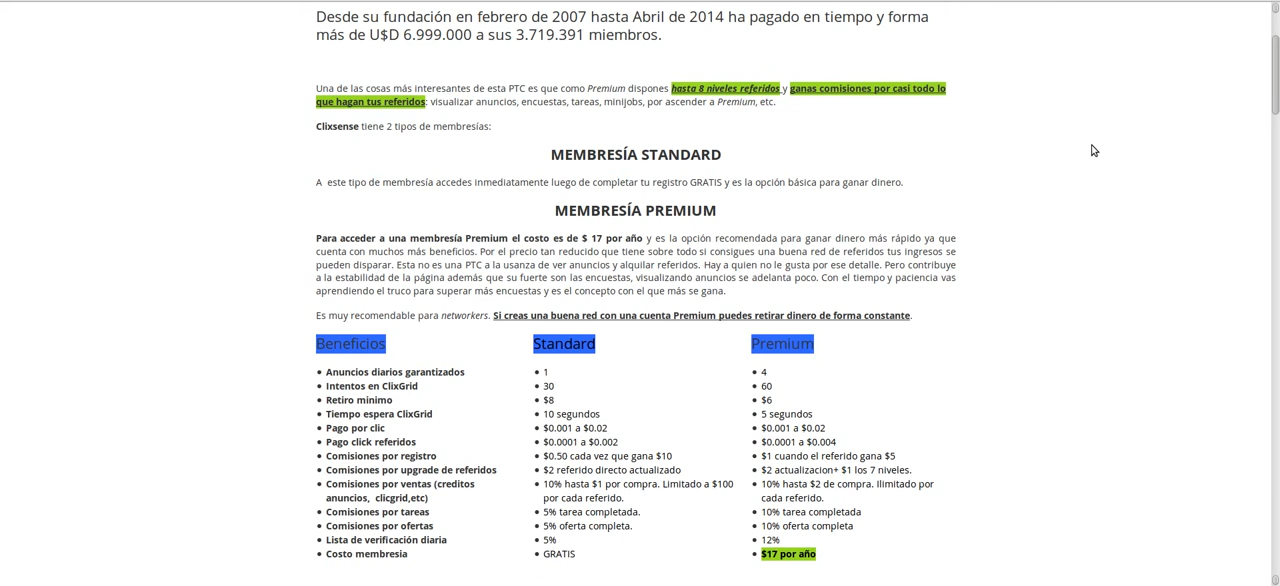 Desde su fundación en febrero de 2007 hasta Abril de 2014 ha pagado en tiempo y forma
más de U$D 6.999.000 a sus 3.719.391 miembros.
Una de las cosas más interesantes de esta PTC es que como Premium dispones hasta 8 niveles referidos y ganas comisiones por casi todo lo
que hagan tus referidos: visualizar anuncios, encuestas, tareas, minijobs, por ascender a Premium, etc.
Clixsense tiene 2 tipos de membresías:
MEMBRESÍA STANDARD
A este tipo de membresía accedes inmediatamente luego de completar tu registro GRATIS y es la opción básica para ganar dinero.
MEMBRESÍA PREMIUM
Para acceder a una membresía Premium el costo es de $ 17 por año y es la opción recomendada para ganar dinero más rápido ya que
cuenta con muchos más beneficios. Por el precio tan reducido que tiene sobre todo si consigues una buena red de referidos tus ingresos se
pueden disparar. Esta no es una PTC a la usanza de ver anuncios y alquilar referidos. Hay a quien no le gusta por ese detalle. Pero contribuye
a la estabilidad de la página además que su fuerte son las encuestas, visualizando anuncios se adelanta poco. Con el tiempo y paciencia vas
aprendiendo el truco para superar más encuestas y es el concepto con el que más se gana.
Es muy recomendable para networkers. Si creas una buena red con una cuenta Premium puedes retirar dinero de forma constante.
Beneficios Standard Premium
• Anuncios diarios garantizados • 1 • 4
• Intentos en ClixGrid • 30 • 60
• Retiro minimo • $8 • $6
• Tiempo espera ClixGrid • 10 segundos • 5 segundos
• Pago por clic • $0.001 a $0.02 • $0.001 a $0.02
• Pago click referidos • $0.0001 a $0.002 • $0.0001 a $0.004
• Comisiones por registro • $0.50 cada vez que gana $10 • $1 cuando el referido gana $5
• Comisiones por upgrade de referidos • $2 referido directo actualizado • $2 actualizacion+ $1 los 7 niveles.
• Comisiones por ventas (creditos • 10% hasta $1 por compra. Limitado a $100 • 10% hasta $2 de compra. Ilimitado por
anuncios, clicgrid,etc) por cada referido. cada referido.
• Comisiones por tareas • 5% tarea completada. • 10% tarea completada
• Comisiones por ofertas • 5% oferta completa. • 10% oferta completa
• Lista de verificación diaria • 5% • 12%
• Costo membresia • GRATIS • $17 por año